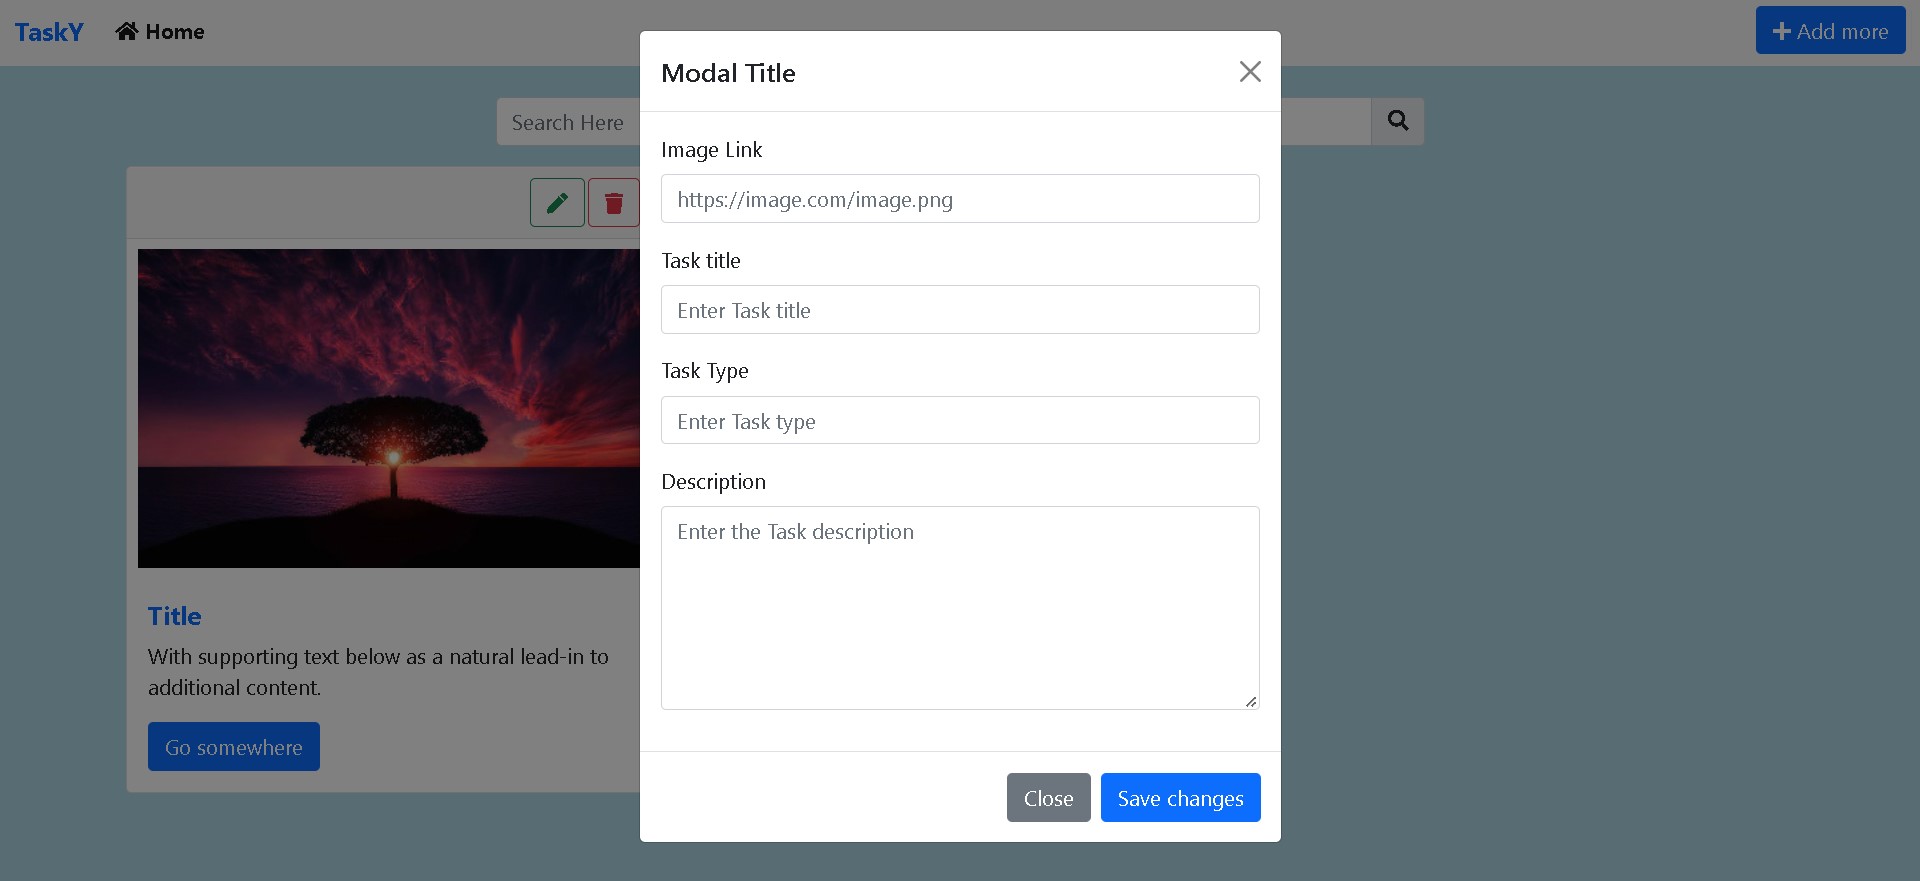 TaskY Home Add more
Modal Title
Search Here
Image Link
https://image.com/image.png
Task title
Enter Task title
Task Type
Enter Task type
Description
Enter the Task description
Title
With supporting text below as a natural lead-in to
additional content.
Go somewhere
Close Save changes